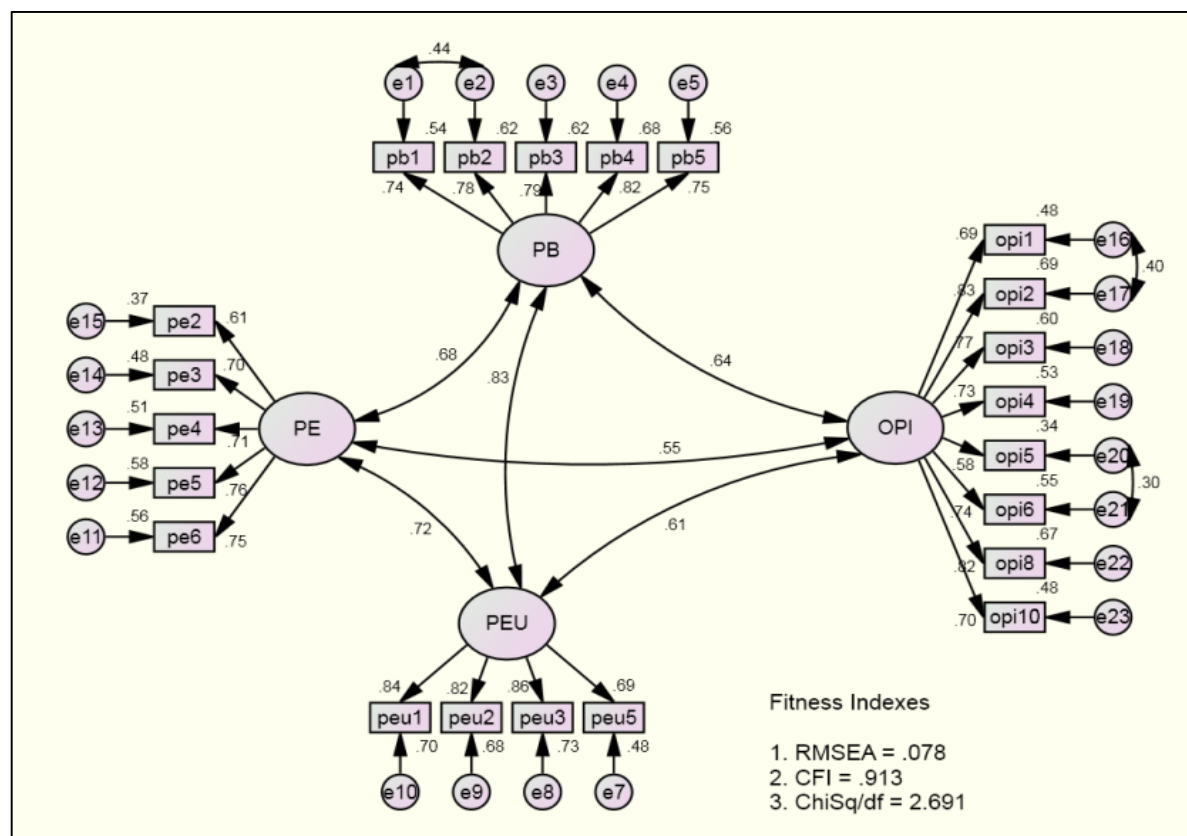 .44
e1 e2 e3 e4 e5
.54 .62 .62 .68 .56
pb1 pb2 pb3 pb4 pb5
.74 .78 .79 .82 .75
PB
.48
.69 opi1 e16
.69 .40
.83 opi2 e17
.60
.77 opi3 e18
.53
.73 opi4 e19
.34
.58 opi5 e20
.55 .30
.74 opi6 e21
.67
.82 opi8 e22
.48
.70 opi10 e23
OPI
.37
e15 pe2 .61
.48 .70
e14 pe3
.51
e13 pe4 .71
.58
e12 pe5 .76
.56
e11 pe6 .75
PE
.68 .83 .64
.55
.72 .61
PEU
.84 .82 .86 .69
peu1 peu2 peu3 peu5
.70 .68 .73 .48
e10 e9 e8 e7
Fitness Indexes
1. RMSEA = .078
2. CFI = .913
3. ChiSq/df = 2.691